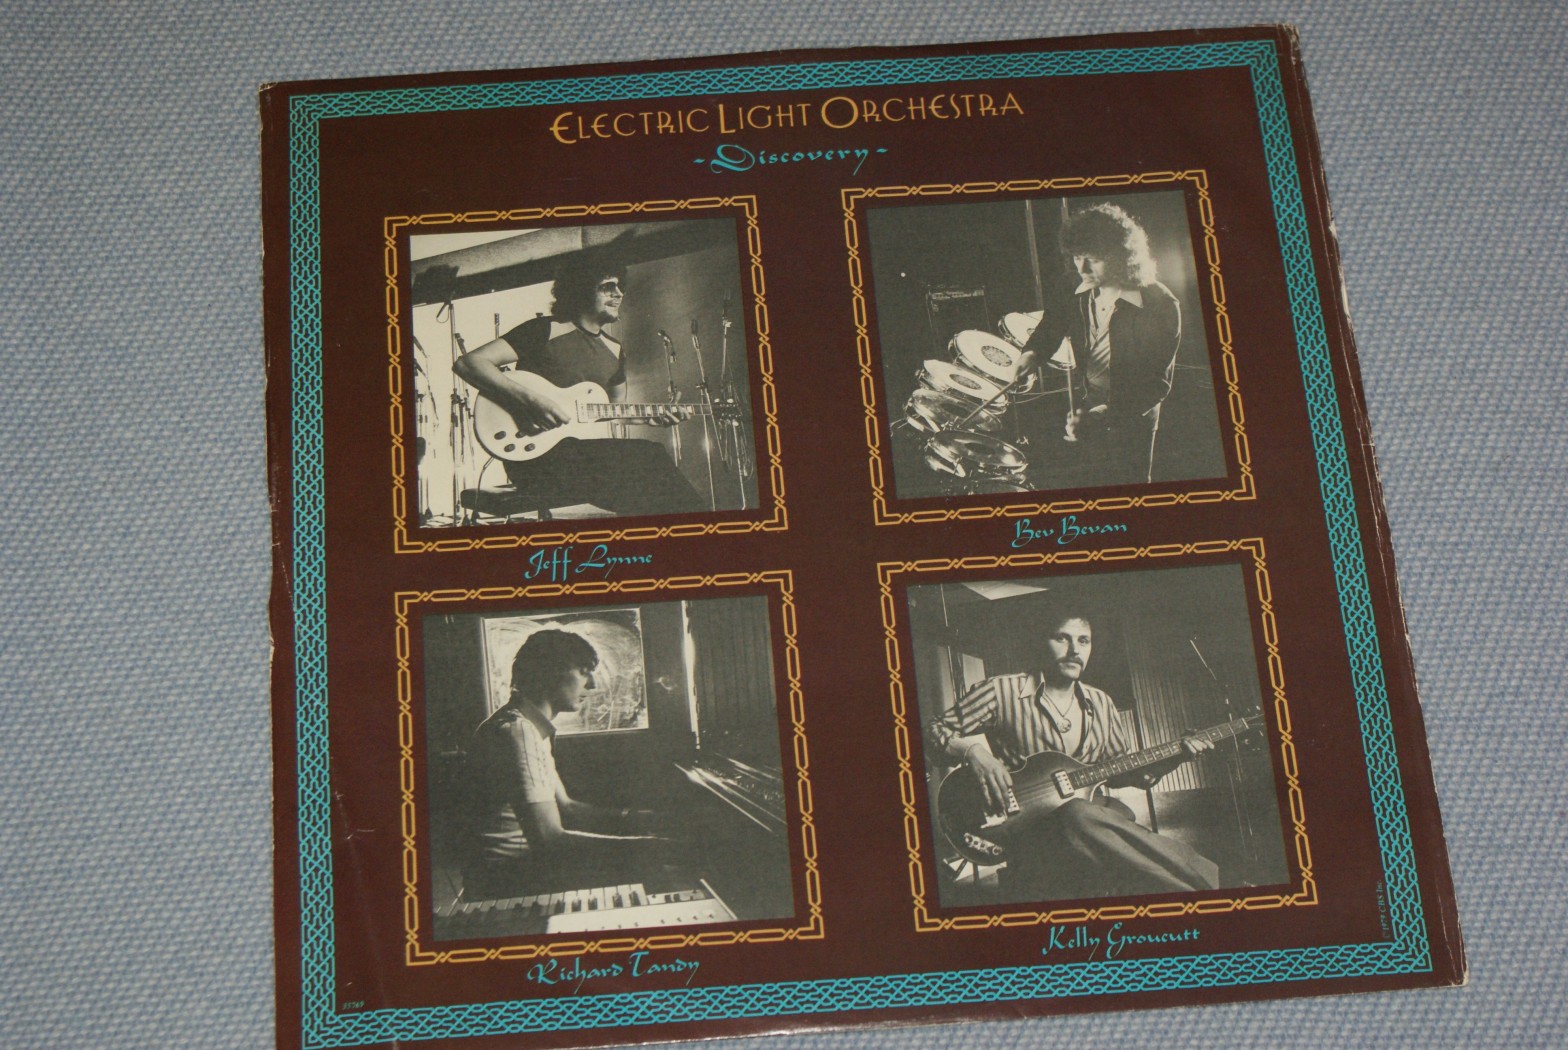 ELECTRIC LIGHT ORCHESTRA
-Discovery-
Jeff Lynne
Bev Bevan
Richard Tandy
Kelly Groucutt